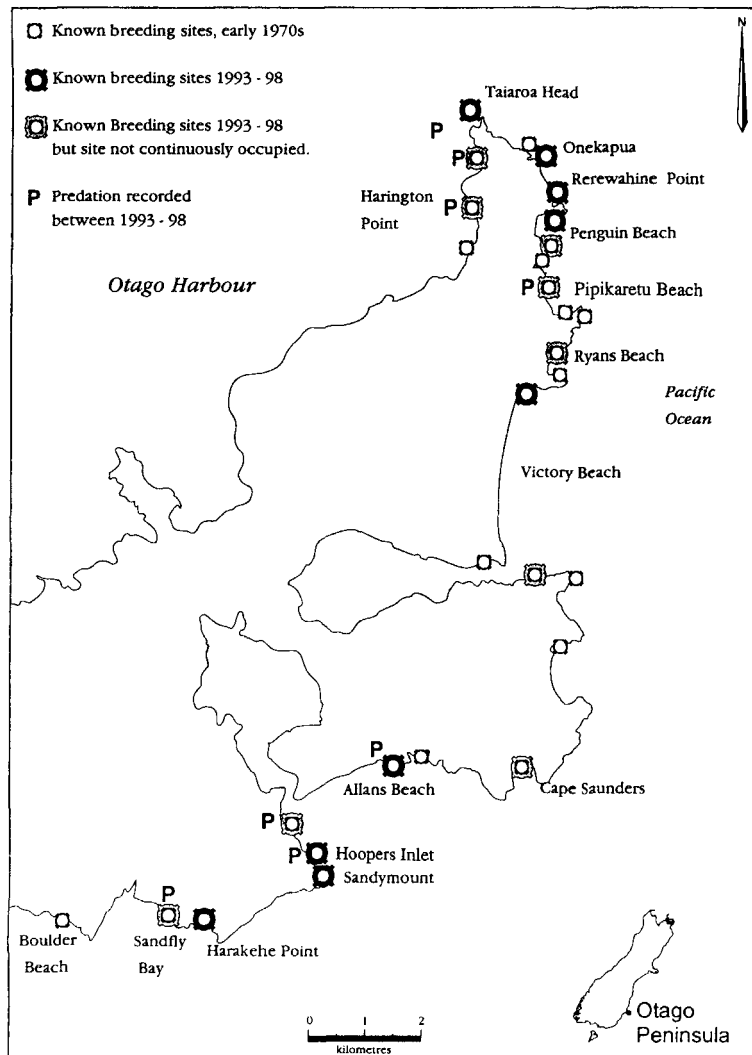 Known breeding sites, early 1970s
N
Known breeding sites 1993 - 98
Taiaroa Head
Known Breeding sites 1993 - 98
but site not continuously occupied.
P
P
Onekapua
P Predation recorded
between 1993 - 98
Rerewahine Point
P
Harington
Point
Penguin Beach
Otago Harbour
P
Pipikaretu Beach
Ryans Beach
Pacific
Ocean
Victory Beach
P
Allans Beach
Cape Saunders
P
P
Hoopers Inlet
Sandymount
P
Boulder
Beach
Sandfly
Bay
Harakehe Point
0 1 2
kilometres
Otago
Peninsula